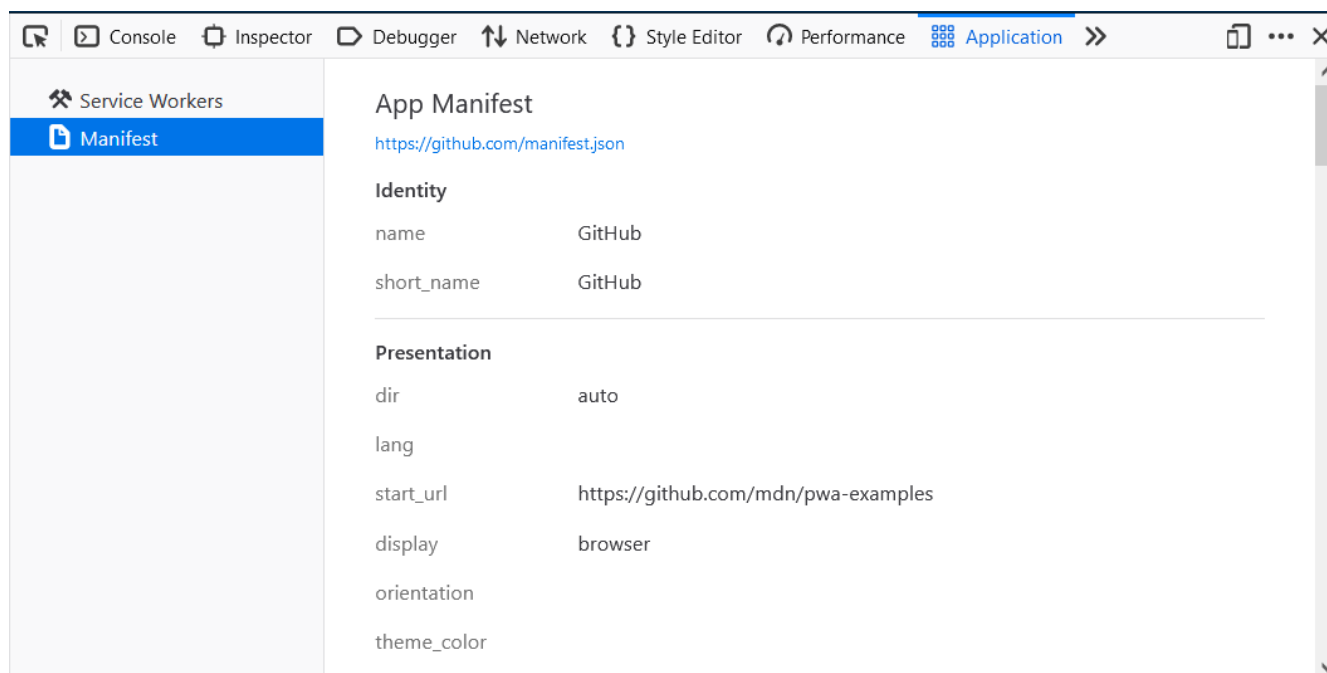 Console Inspector Debugger Network Style Editor Performance Application
Service Workers
Manifest
App Manifest
https://github.com/manifest.json
Identity
name GitHub
short_name GitHub
Presentation
dir auto
lang
start_url https://github.com/mdn/pwa-examples
display browser
orientation
theme_color